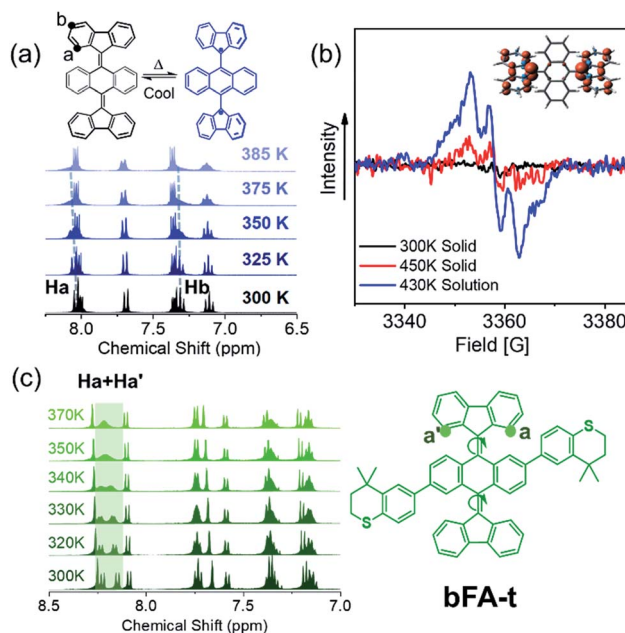 (a)
b
a
Δ
Cool
385 K
375 K
350 K
325 K
300 K
Ha
Hb
8.0 7.5 7.0 6.5
Chemical Shift (ppm)
(b)
Intensity
300K Solid
450K Solid
430K Solution
3340 3360 3380
Field [G]
(c)
Ha+Ha'
370K
350K
340K
330K
320K
300K
8.5 8.0 7.5 7.0
Chemical Shift (ppm)
a' a
S
S
bFA-t